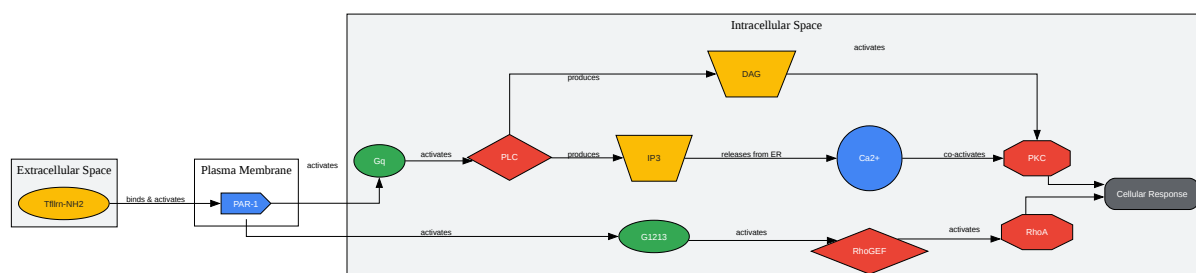 Intracellular Space
activates
DAG
produces
Gq
activates
PLC
produces
IP3
releases from ER
Ca2+
co-activates
PKC
activates
Extracellular Space
Plasma Membrane
Tfllrn-NH2
binds & activates
PAR-1
Cellular Response
activates
G1213
activates
RhoGEF
activates
RhoA